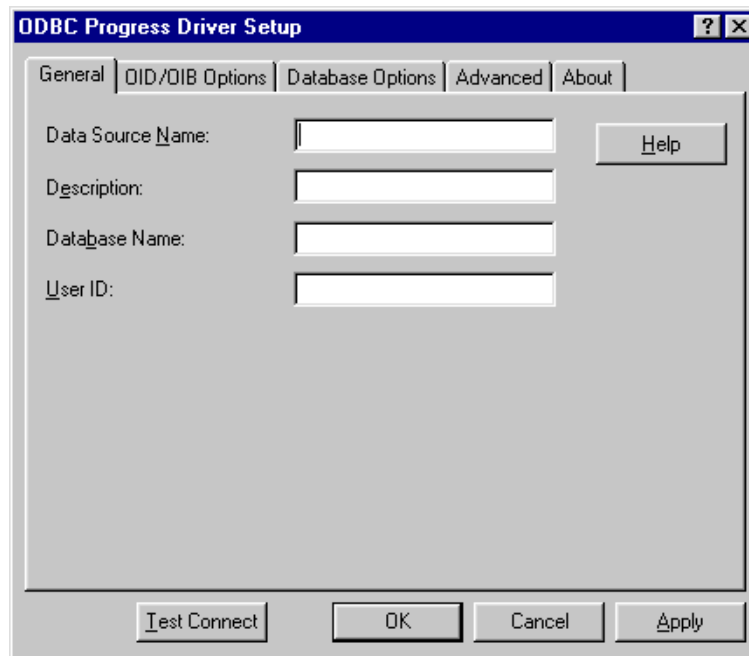 ODBC Progress Driver Setup ? X
General OID/OIB Options Database Options Advanced About
Data Source Name:
Help
Description:
Database Name:
User ID:
Test Connect OK Cancel Apply